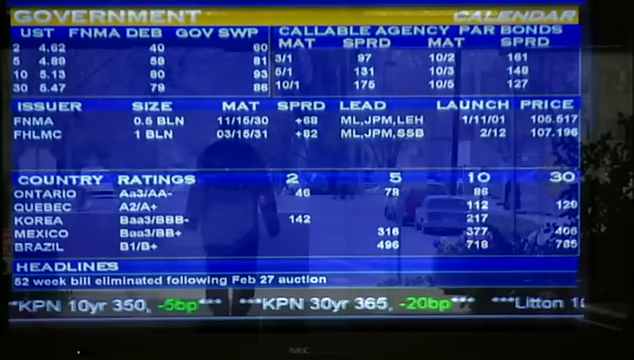 GOVERNMENT CALENDAR
UST FNMA DEB GOV SWP
2 4.62 40 60
5 4.89 59 81
10 5.13 80 93
30 5.47 79 86
CALLABLE AGENCY PAR BONDS
MAT SPRD MAT SPRD
3/1 97 10/2 161
5/1 131 10/3 148
10/1 175 10/5 127
ISSUER SIZE MAT SPRD LEAD LAUNCH PRICE
FNMA 0.5 BLN 11/15/30 +68 ML,JPM,LEH 1/11/01 105.517
FHLMC 1 BLN 03/15/31 +82 ML,JPM,SSB 2/12 107.196
COUNTRY RATINGS 2 5 10 30
ONTARIO Aa3/AA- 46 78 86
QUEBEC A2/A+ 112 129
KOREA Baa3/BBB- 142 217
MEXICO Baa3/BB+ 316 377 406
BRAZIL B1/B+ 496 718 785
HEADLINES
52 week bill eliminated following Feb 27 auction
*KPN 10yr 350, -5bp*** ***KPN 30yr 365, -20bp*** ***Litton 10
NEC